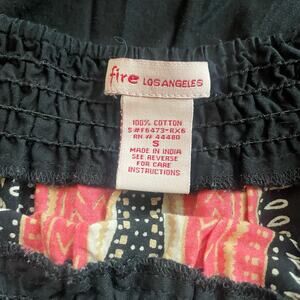 fire LOS ANGELES
100% COTTON
S#F6473-RX6
RN# 44480
S
MADE IN INDIA
SEE REVERSE
FOR CARE
INSTRUCTIONS